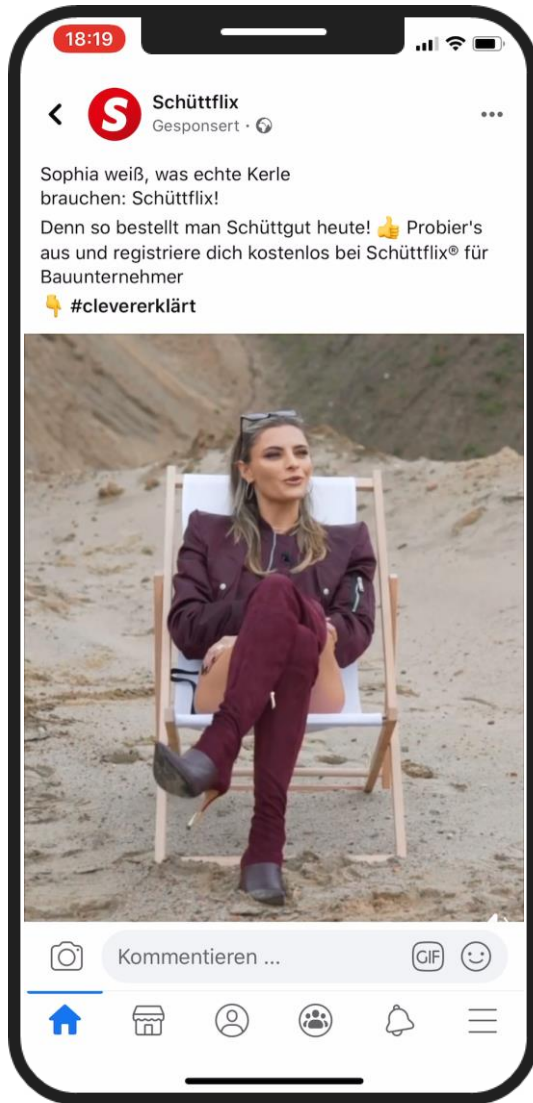 18:19
S
Schüttflix
Gesponsert ·
Sophia weiß, was echte Kerle
brauchen: Schüttflix!
Denn so bestellt man Schüttgut heute! 👍 Probier's
aus und registriere dich kostenlos bei Schüttflix® für
Bauunternehmer
👇 #clevererklärt
Kommentieren ...
GIF